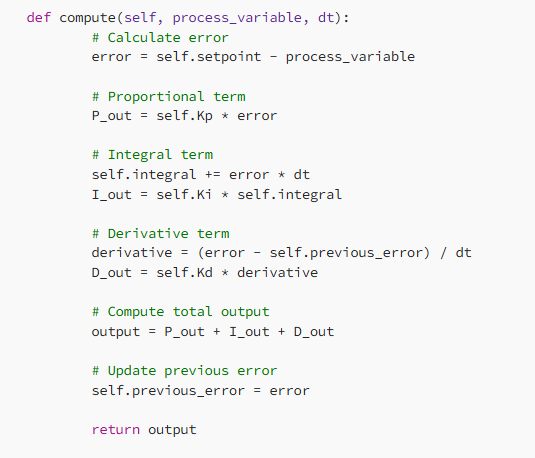 def compute(self, process_variable, dt):
# Calculate error
error = self.setpoint - process_variable
# Proportional term
P_out = self.Kp * error
# Integral term
self.integral += error * dt
I_out = self.Ki * self.integral
# Derivative term
derivative = (error - self.previous_error) / dt
D_out = self.Kd * derivative
# Compute total output
output = P_out + I_out + D_out
# Update previous error
self.previous_error = error
return output